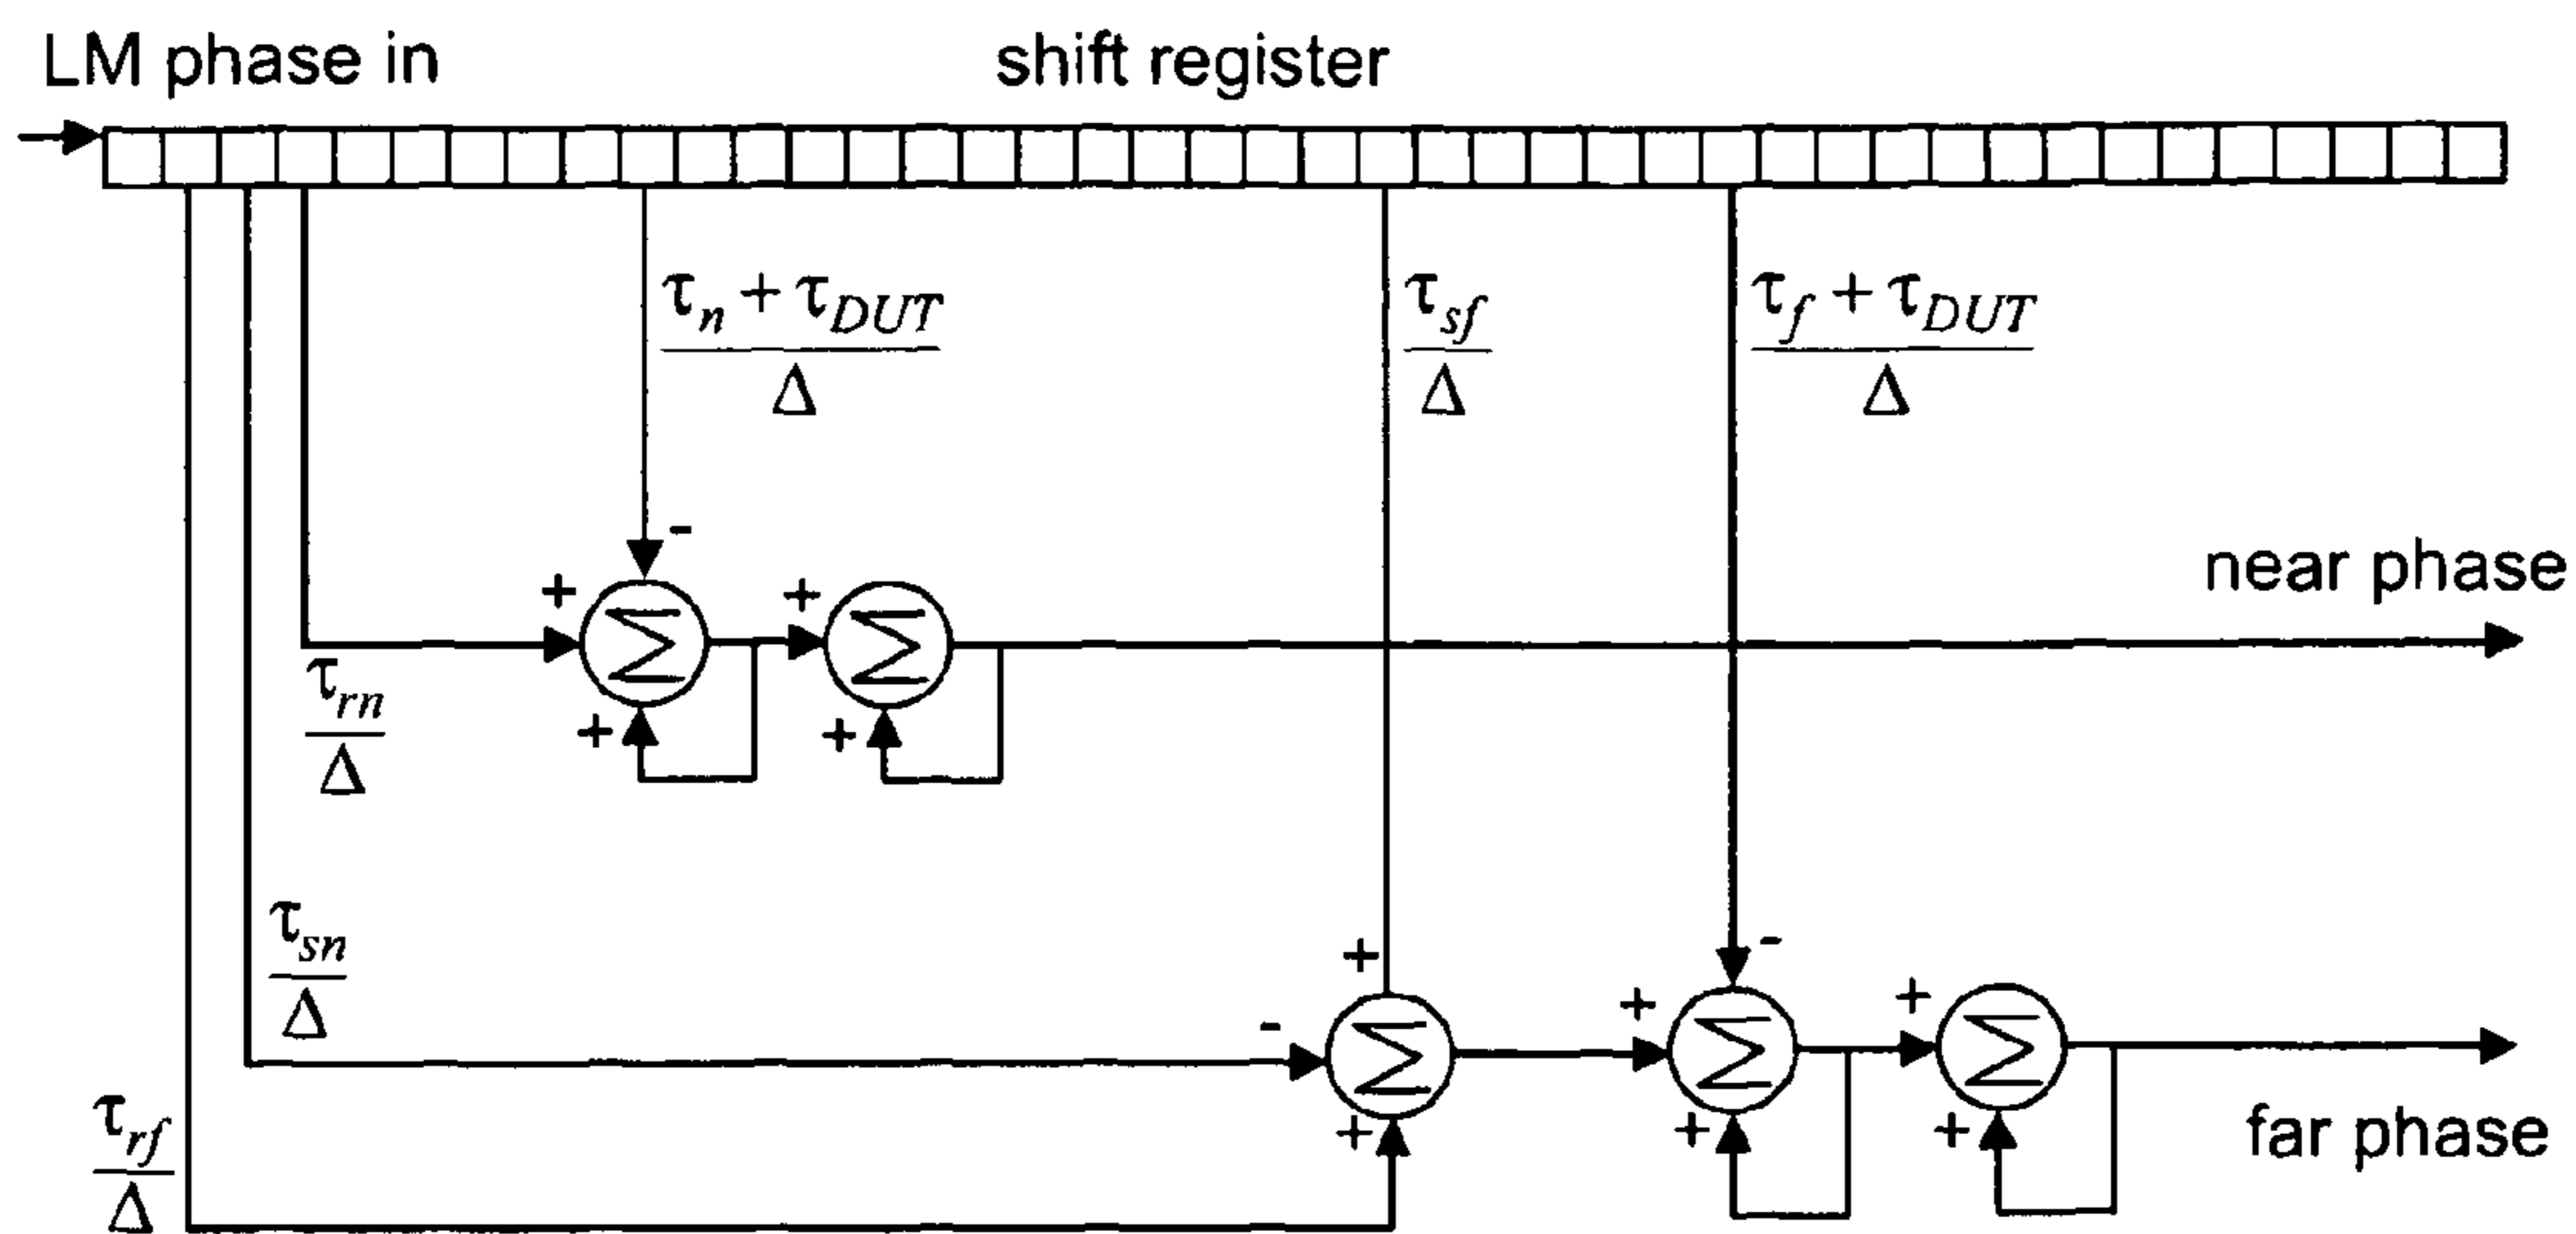 LM phase in
shift register
τn + τDUT
Δ
τsf
Δ
τf + τDUT
Δ
-
near phase
+
+
Σ
Σ
τrn
Δ
+
+
τsn
Δ
+
-
+
+
-
Σ
Σ
Σ
τrf
Δ
+
+
+
far phase